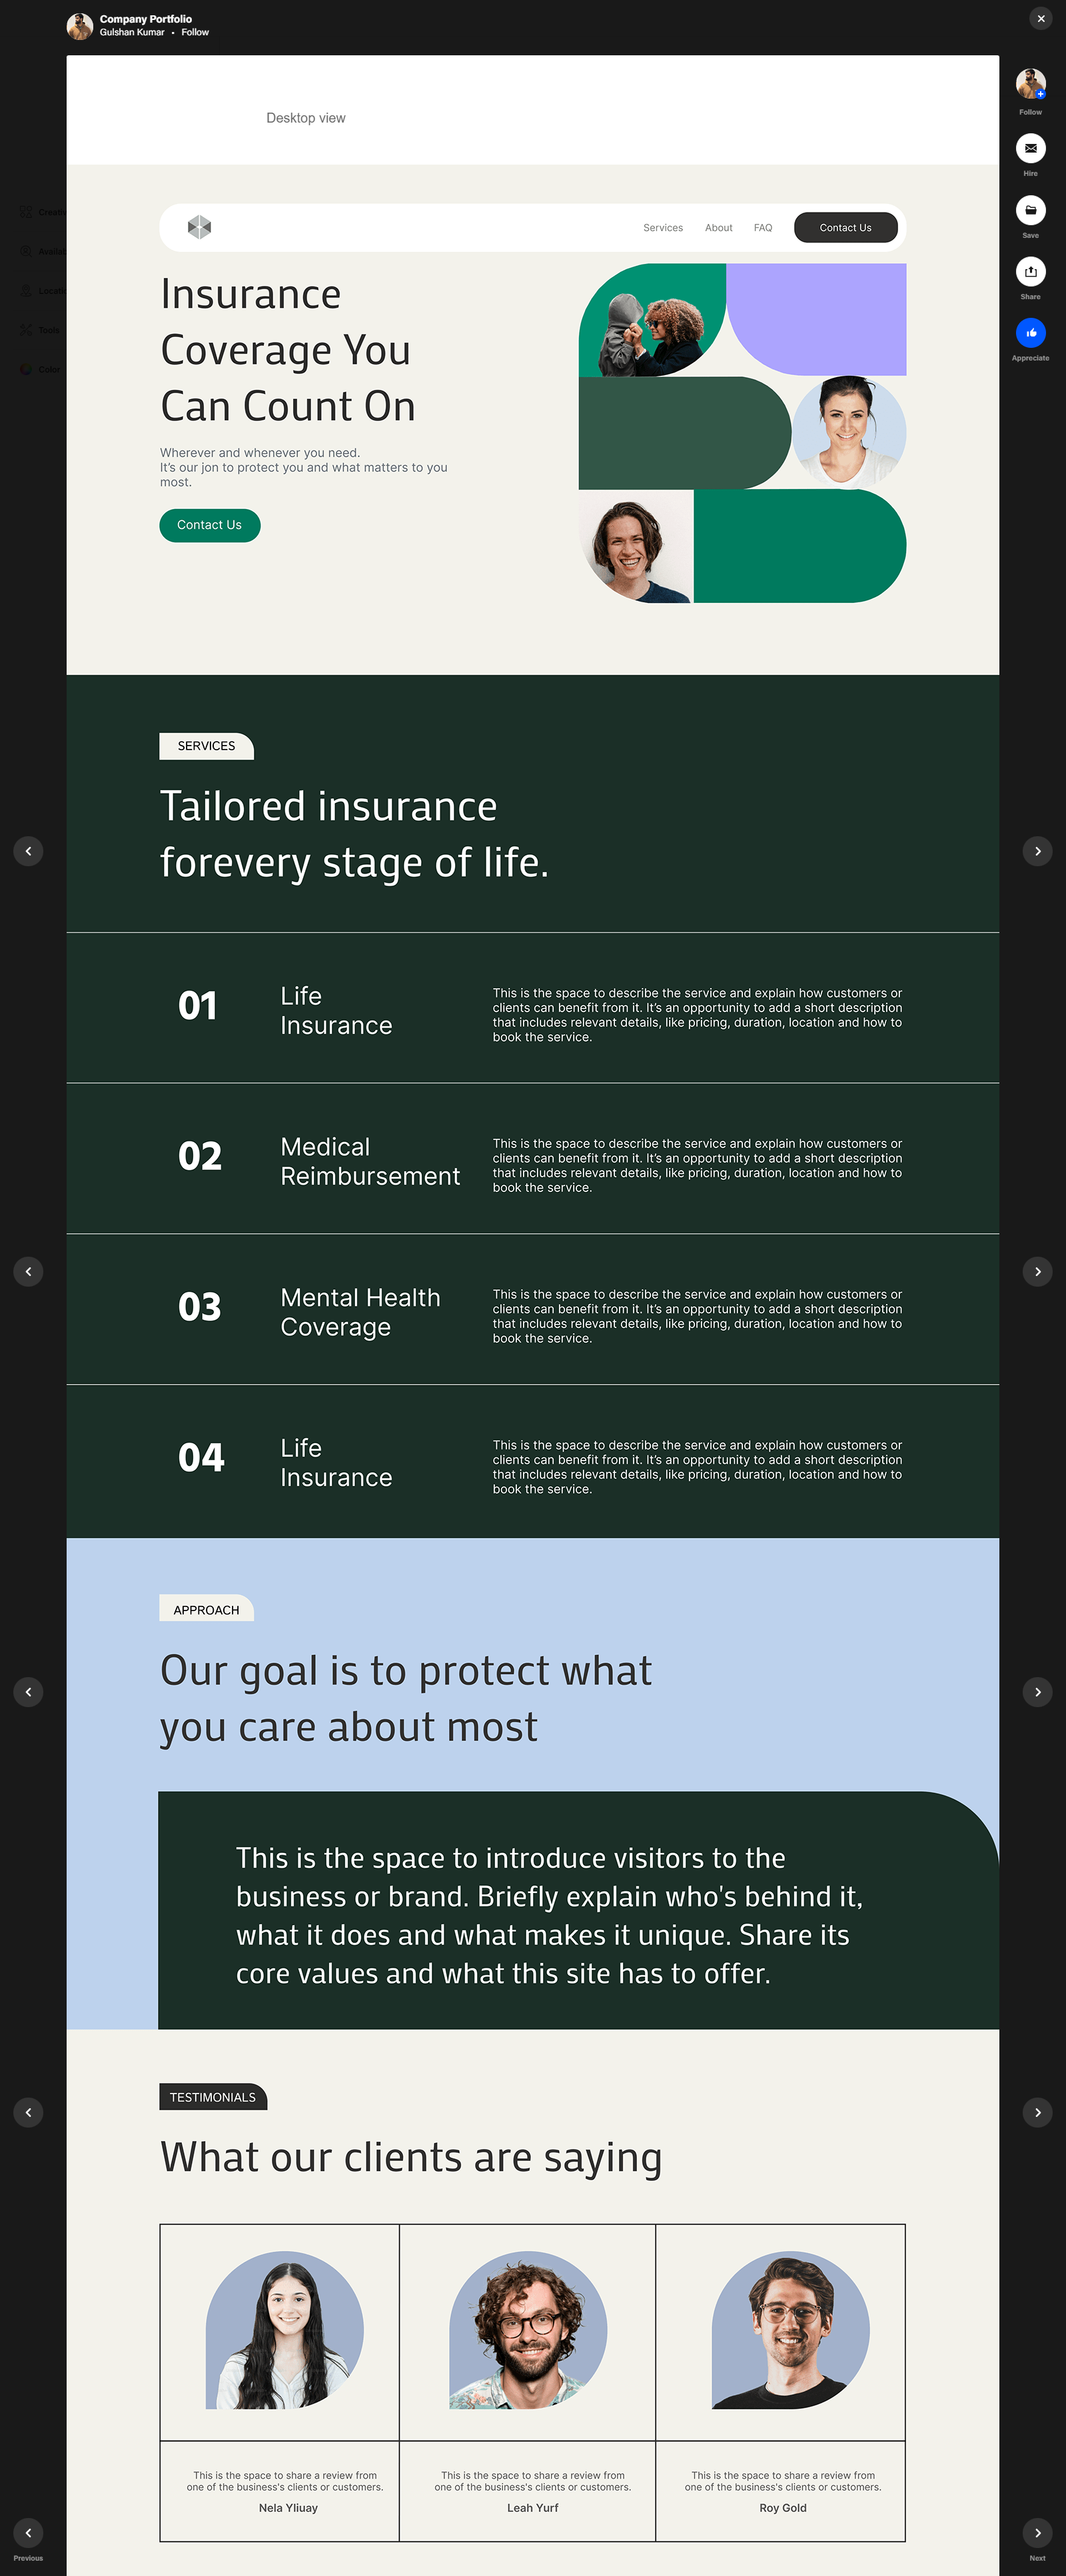 Company Portfolio
Gulshan Kumar • Follow
Desktop view
Services About FAQ Contact Us
Insurance
Coverage You
Can Count On
Wherever and whenever you need.
It's our jon to protect you and what matters to you
most.
Contact Us
Follow
Hire
Save
Share
Appreciate
Tools
Color
SERVICES
Tailored insurance
forevery stage of life.
01
Life
Insurance
This is the space to describe the service and explain how customers or
clients can benefit from it. It's an opportunity to add a short description
that includes relevant details, like pricing, duration, location and how to
book the service.
02
Medical
Reimbursement
This is the space to describe the service and explain how customers or
clients can benefit from it. It's an opportunity to add a short description
that includes relevant details, like pricing, duration, location and how to
book the service.
03
Mental Health
Coverage
This is the space to describe the service and explain how customers or
clients can benefit from it. It's an opportunity to add a short description
that includes relevant details, like pricing, duration, location and how to
book the service.
04
Life
Insurance
This is the space to describe the service and explain how customers or
clients can benefit from it. It's an opportunity to add a short description
that includes relevant details, like pricing, duration, location and how to
book the service.
APPROACH
Our goal is to protect what
you care about most
This is the space to introduce visitors to the
business or brand. Briefly explain who's behind it,
what it does and what makes it unique. Share its
core values and what this site has to offer.
TESTIMONIALS
What our clients are saying
This is the space to share a review from
one of the business's clients or customers.
Nela Yliuay
This is the space to share a review from
one of the business's clients or customers.
Leah Yurf
This is the space to share a review from
one of the business's clients or customers.
Roy Gold
Previous
Next